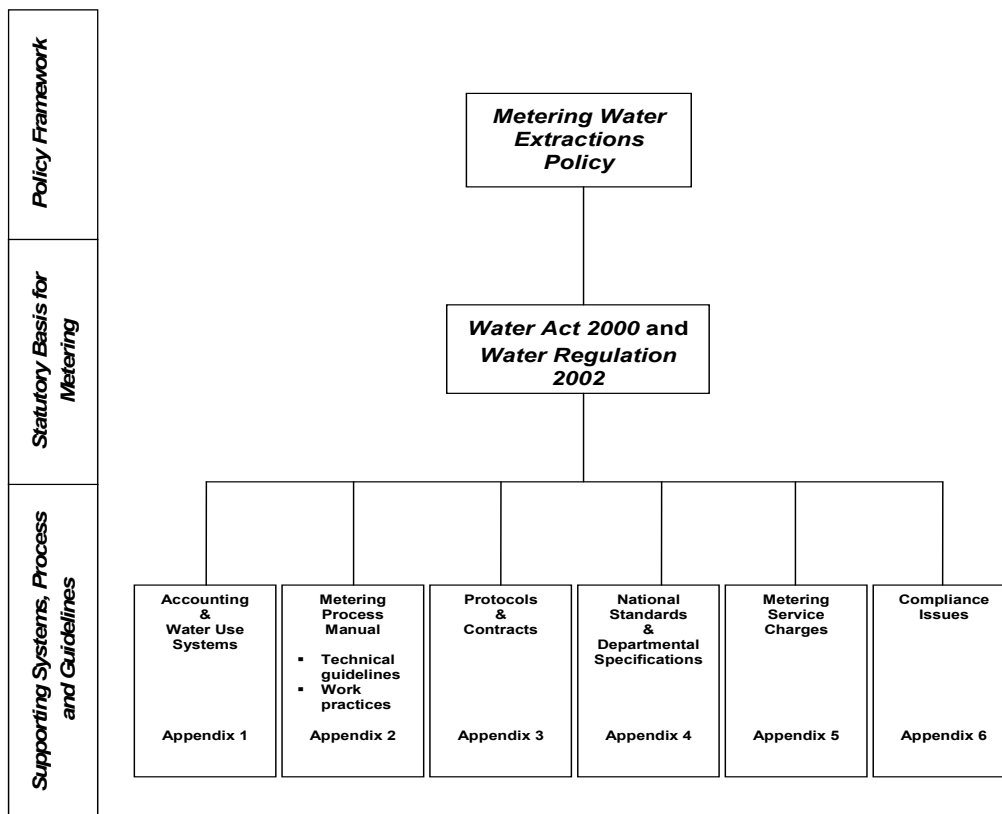 Policy Framework
Metering Water
Extractions
Policy
Statutory Basis for
Metering
Water Act 2000 and
Water Regulation
2002
Supporting Systems, Process
and Guidelines
Accounting
&
Water Use
Systems
Appendix 1
Metering
Process
Manual
▪ Technical
guidelines
▪ Work
practices
Appendix 2
Protocols
&
Contracts
Appendix 3
National
Standards
&
Departmental
Specifications
Appendix 4
Metering
Service
Charges
Appendix 5
Compliance
Issues
Appendix 6